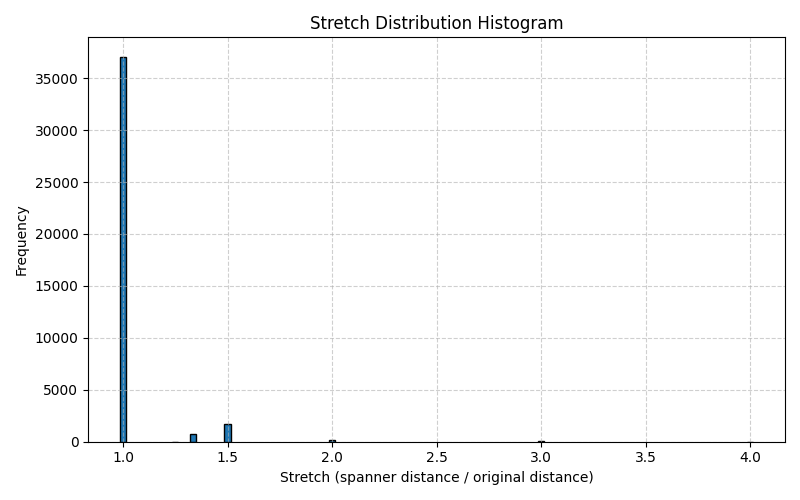 Stretch Distribution Histogram
Frequency
35000
30000
25000
20000
15000
10000
5000
0
1.0 1.5 2.0 2.5 3.0 3.5 4.0
Stretch (spanner distance / original distance)